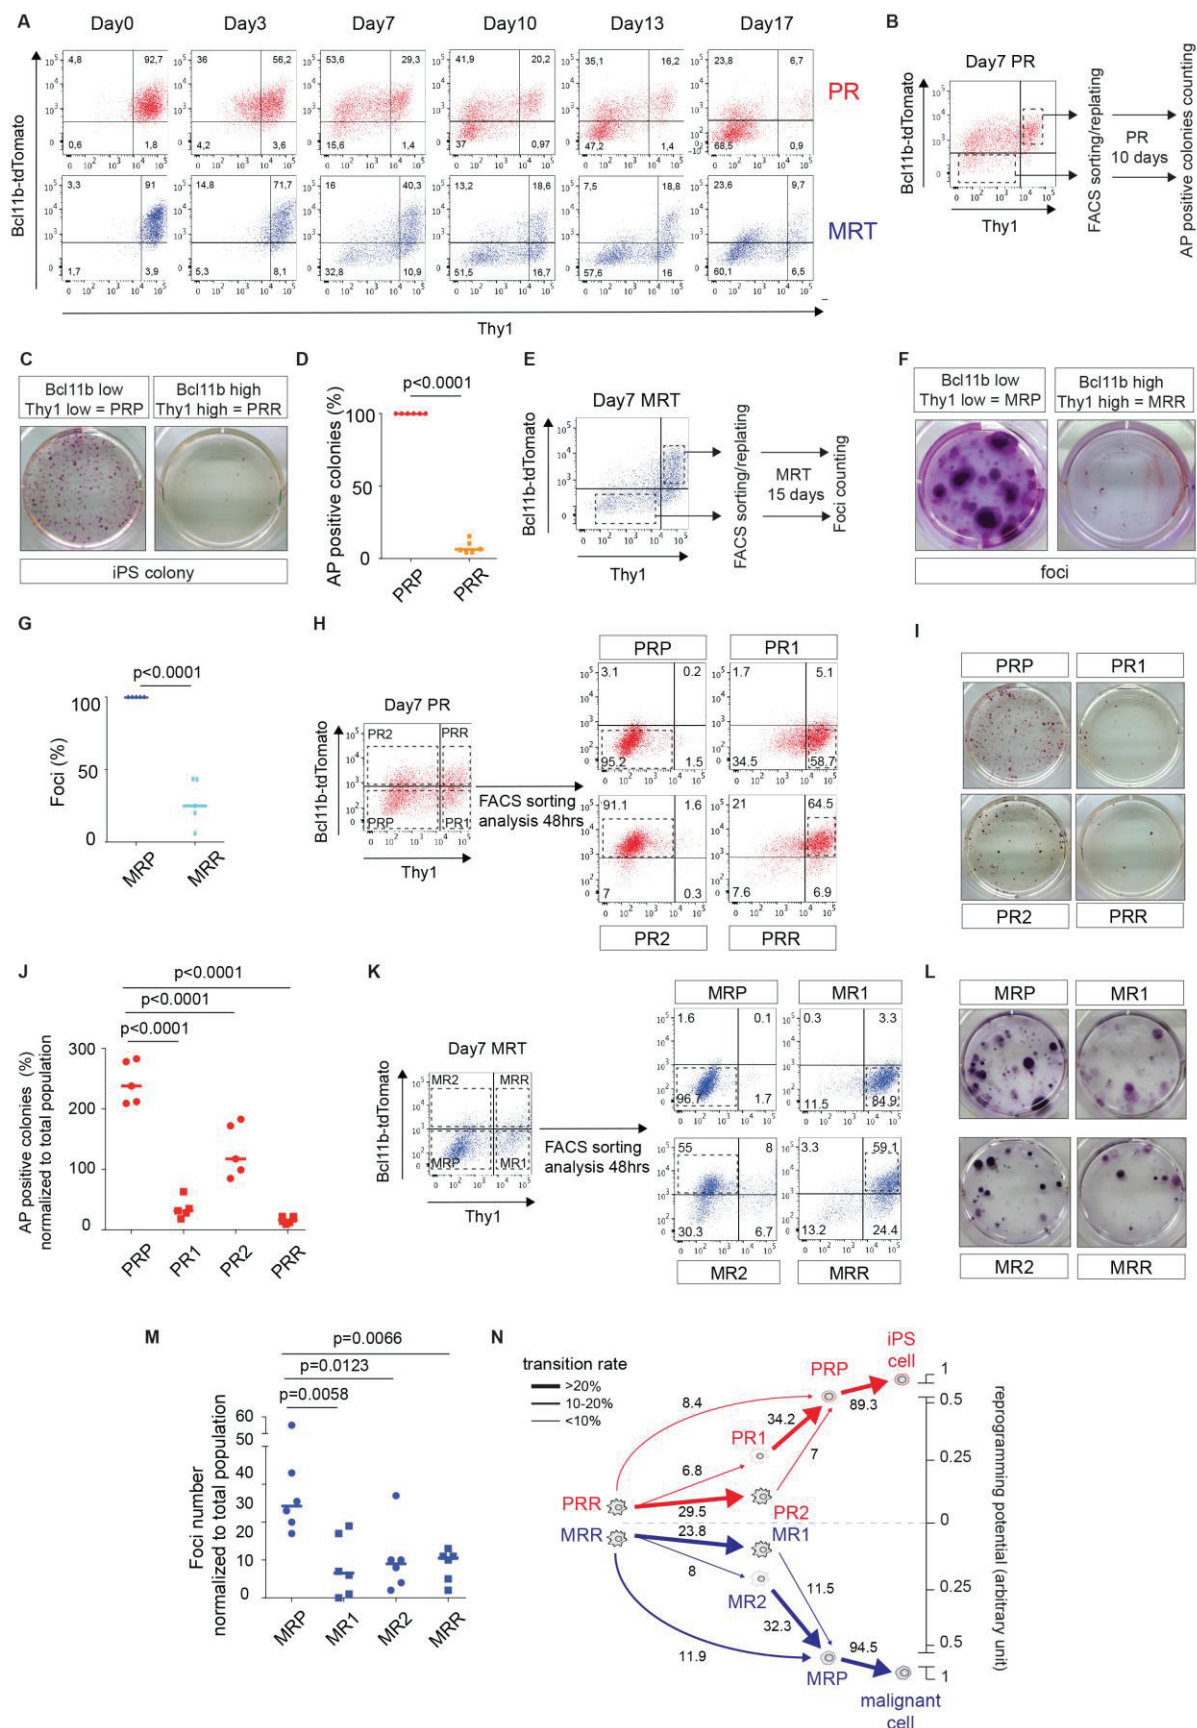 A
Day0 Day3 Day7 Day10 Day13 Day17
Bcl11b-tdTomato
4,8 92,7 0,6 1,8
36 56,2 4,2 3,6
53,6 29,3 15,6 1,4
41,9 20,2 37 0,97
35,1 16,2 47,2 1,4
23,8 6,7 68,5 0,9
PR
3,3 91 1,7 3,9
14,8 71,7 5,3 8,1
16 40,3 32,8 10,9
13,2 18,6 51,5 16,7
7,5 18,8 57,6 16
23,6 9,7 60,1 6,5
MRT
Thy1
B
Day7 PR
Bcl11b-tdTomato
Thy1
FACS sorting/replating
PR
10 days
AP positive colonies counting
C
Bcl11b low
Thy1 low = PRP
Bcl11b high
Thy1 high = PRR
iPS colony
D
p<0.0001
AP positive colonies (%)
100
50
0
PRP PRR
E
Day7 MRT
Bcl11b-tdTomato
Thy1
FACS sorting/replating
MRT
15 days
Foci counting
F
Bcl11b low
Thy1 low = MRP
Bcl11b high
Thy1 high = MRR
foci
G
p<0.0001
Foci (%)
100
50
0
MRP MRR
H
Day7 PR
Bcl11b-tdTomato
PR2 PRR
PRP PR1
Thy1
FACS sorting
analysis 48hrs
PRP PR1
3.1 0.2 95.2 1.5
1.7 5.1 34.5 58.7
91.1 1.6 7 0.3
21 64.5 7.6 6.9
PR2 PRR
I
PRP PR1
PR2 PRR
J
p<0.0001
p<0.0001
p<0.0001
AP positive colonies (%)
normalized to total population
300
200
100
0
PRP PR1 PR2 PRR
K
Day7 MRT
Bcl11b-tdTomato
MR2 MRR
MRP MR1
Thy1
FACS sorting
analysis 48hrs
MRP MR1
1.6 0.1 96.7 1.7
0.3 3.3 11.5 84.9
55 8 30.3 6.7
3.3 59.1 13.2 24.4
MR2 MRR
L
MRP MR1
MR2 MRR
M
p=0.0066
p=0.0123
p=0.0058
Foci number
normalized to total population
60
50
40
30
20
10
0
MRP MR1 MR2 MRR
N
transition rate
>20%
10-20%
<10%
iPS
cell
PRP
89.3
8.4
34.2
PR1
7
6.8
PRR
29.5
PR2
MRR
23.8
MR1
8
11.5
MR2
32.3
94.5
11.9
MRP
malignant
cell
1
0.5
0.25
0
0.25
0.5
1
reprogramming potential (arbitrary unit)